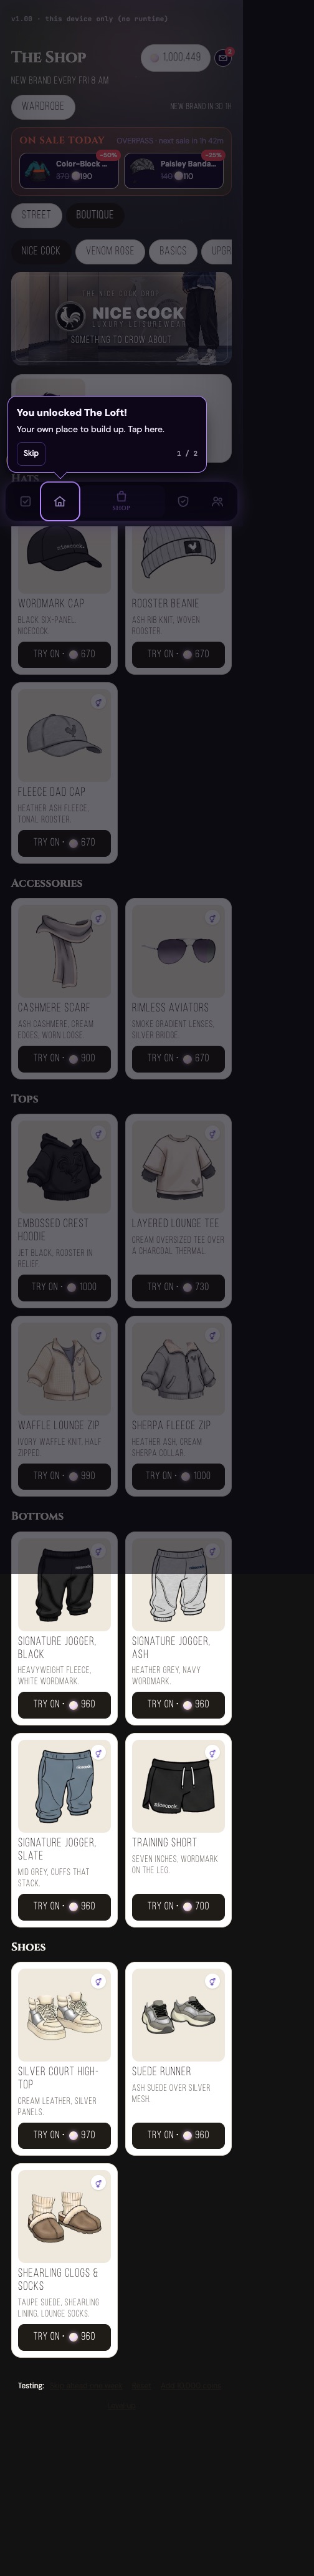 v1.00 · this device only (no runtime)
The Shop
1,000,449
2
NEW BRAND EVERY FRI 8 AM
WARDROBE
NEW BRAND IN 3D 9H
ON SALE TODAY
OVERPASS · next sale in 1h 42m
-50%
Color-Block ...
370 190
Paisley Banda...
110
STREET
BOUTIQUE
NICE COCK
VENOM ROSE
BASICS
THE NICE COCK DROP
NICE COCK
LUXURY LEISUREWEAR
SOMETHING TO CROW ABOUT
Hats
You unlocked The Loft!
Your own place to build up. Tap here.
Skip
1 / 2
SHOP
nicecock.
WORDMARK CAP
BLACK SIX-PANEL, NICECOCK.
TRY ON · 670
ROOSTER BEANIE
ASH RIB KNIT, WOVEN ROOSTER.
TRY ON · 670
FLEECE DAD CAP
HEATHER ASH FLEECE, TONAL ROOSTER.
TRY ON · 670
Accessories
CASHMERE SCARF
ASH CASHMERE, CREAM EDGES, WORN LOOSE.
TRY ON · 900
RIMLESS AVIATORS
SMOKE GRADIENT LENSES, SILVER BRIDGE.
TRY ON · 670
Tops
EMBOSSED CREST HOODIE
JET BLACK, ROOSTER IN RELIEF.
TRY ON · 1000
LAYERED LOUNGE TEE
CREAM OVERSIZED TEE OVER A CHARCOAL THERMAL.
TRY ON · 730
WAFFLE LOUNGE ZIP
IVORY WAFFLE KNIT, HALF ZIPPED.
TRY ON · 990
SHERPA FLEECE ZIP
HEATHER ASH, CREAM SHERPA COLLAR.
TRY ON · 1000
Bottoms
SIGNATURE JOGGER, BLACK
HEAVYWEIGHT FLEECE, WHITE WORDMARK.
TRY ON · 960
SIGNATURE JOGGER, ASH
HEATHER GREY, NAVY WORDMARK.
TRY ON · 960
nicecock.
SIGNATURE JOGGER, SLATE
MID GREY, CUFFS THAT STACK.
TRY ON · 960
nicecock
TRAINING SHORT
SEVEN INCHES, WORDMARK ON THE LEG.
TRY ON · 700
Shoes
SILVER COURT HIGH-TOP
CREAM LEATHER, SILVER PANELS.
TRY ON · 970
SUEDE RUNNER
ASH SUEDE OVER SILVER MESH.
TRY ON · 960
SHEARLING CLOGS & SOCKS
TAUPE SUEDE, SHEARLING LINING, LOUNGE SOCKS.
TRY ON · 960
Testing: